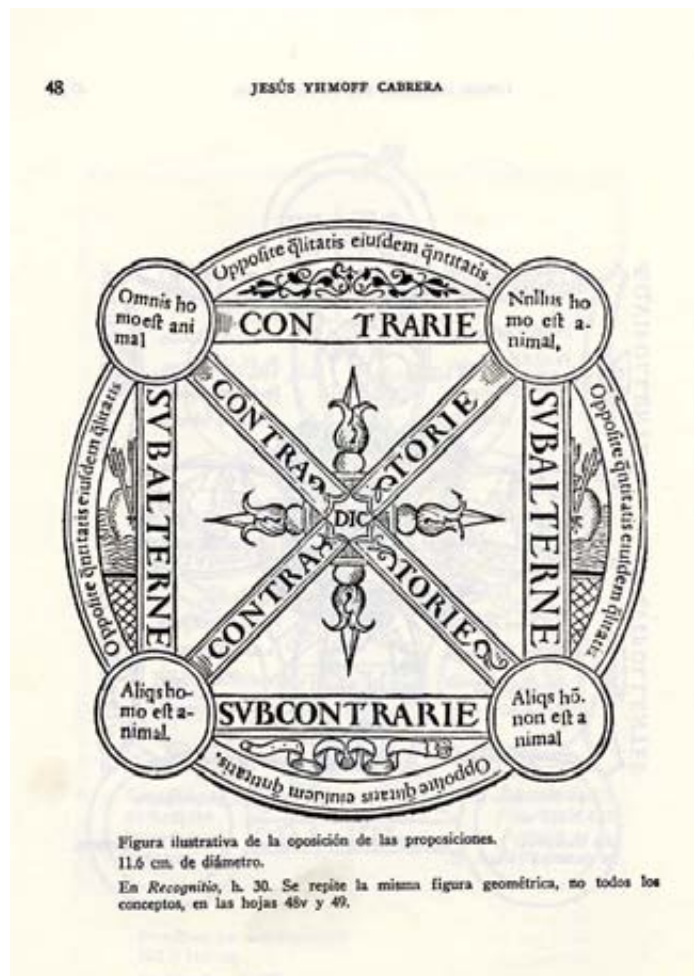 48
JESÚS YHMOFF CABRERA
Opposite q̃litatis eiuſdem q̃ntitatis.
Omnis ho
mo eſt ani
mal
CON TRARIE
Nnllus ho
mo eſt a-
nimal,
Oppoſite q̃ntitatis eiuſdem q̃litatis
SVBALTERNE
CONTRA
TORIE
DIC
CONTRA
TORIE
SVBALTERNE
Oppoſite q̃ntitatis eiuſdem q̃litatis
Aliqs ho-
mo eſt a-
nimal.
SVBCONTRARIE
Aliqs hō.
non eſt a
nimal
Oppoſite q̃litatis eiuſdem q̃ntitatis.
Figura ilustrativa de la oposición de las proposiciones.
11.6 cm. de diámetro.
En Recognitio, h. 30. Se repite la misma figura geométrica, no todos los
conceptos, en las hojas 48v y 49.